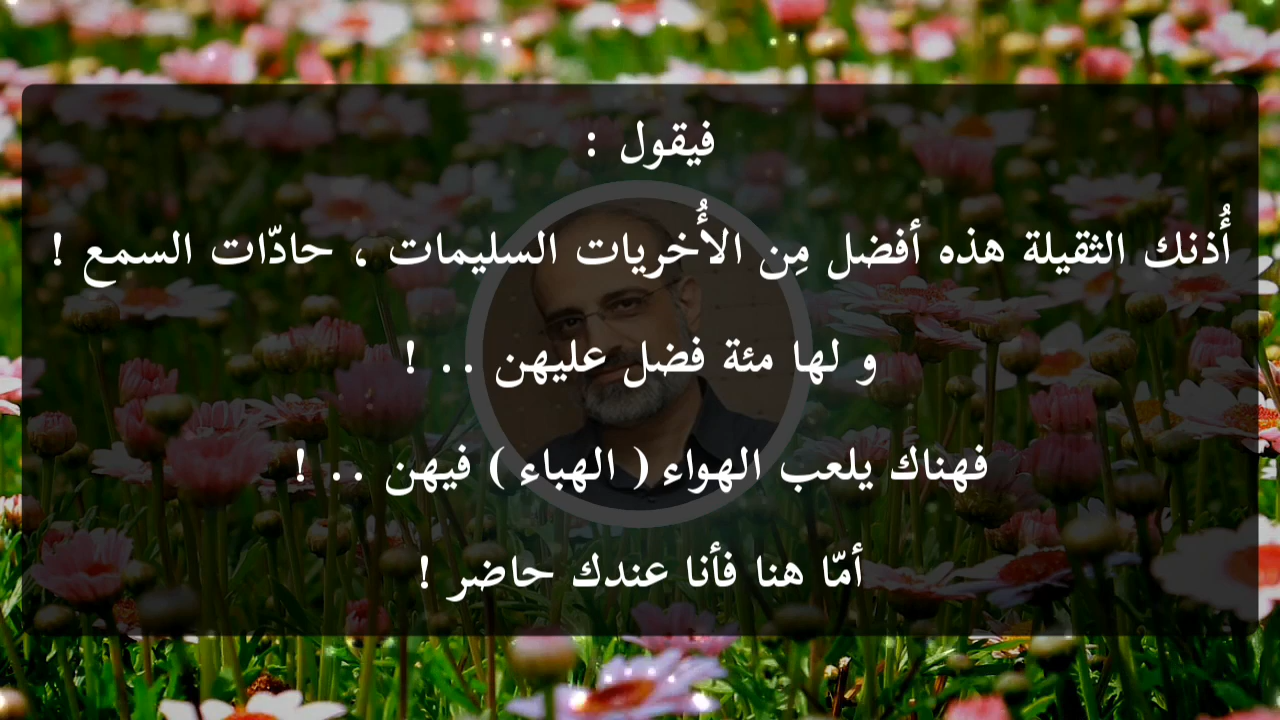 فيقول :
أُذنك الثقيلة هذه أفضل مِن الأُخريات السليمات ، حادّات السمع !
و لها مئة فضل عليهن .. !
فهناك يلعب الهواء ( الهباء ) فيهن .. !
أمّا هنا فأنا عندك حاضر !